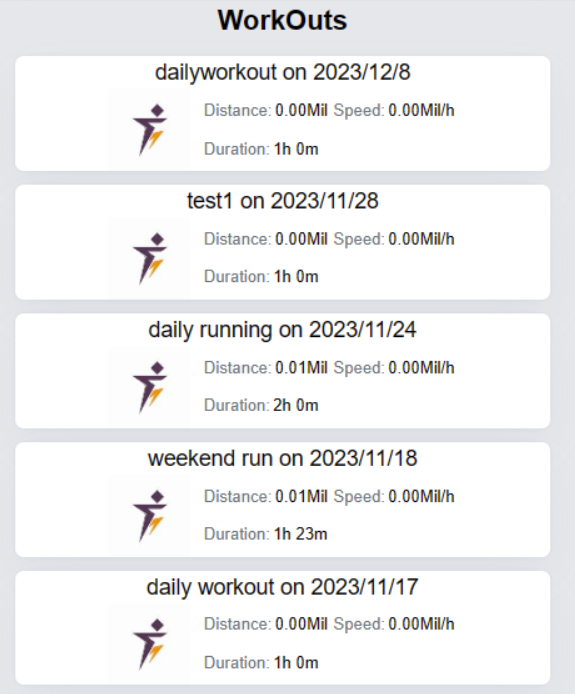 WorkOuts
dailyworkout on 2023/12/8
Distance: 0.00Mil Speed: 0.00Mil/h
Duration: 1h 0m
test1 on 2023/11/28
Distance: 0.00Mil Speed: 0.00Mil/h
Duration: 1h 0m
daily running on 2023/11/24
Distance: 0.01Mil Speed: 0.00Mil/h
Duration: 2h 0m
weekend run on 2023/11/18
Distance: 0.01Mil Speed: 0.00Mil/h
Duration: 1h 23m
daily workout on 2023/11/17
Distance: 0.00Mil Speed: 0.00Mil/h
Duration: 1h 0m